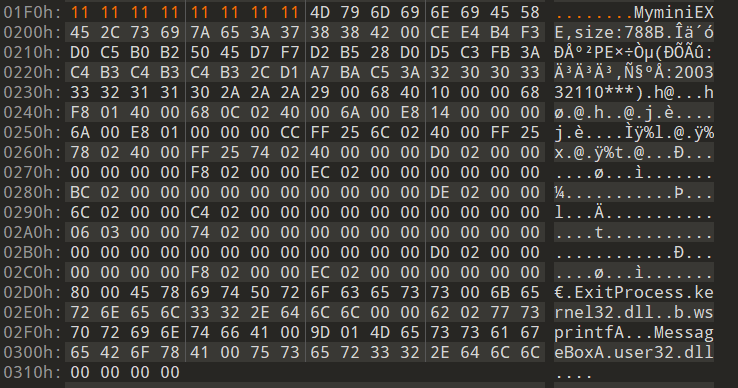 01F0h: 11 11 11 11 11 11 11 11 4D 79 6D 69 6E 69 45 58 ........MyminiEX
0200h: 45 2C 73 69 7A 65 3A 37 38 38 42 00 CE E4 B4 F3 E,size:788B.Îä´ó
0210h: D0 C5 B0 B2 50 45 D7 F7 D2 B5 28 D0 D5 C3 FB 3A ÐÅ°²PE×÷Òµ(ÐÕÃû:
0220h: C4 B3 C4 B3 C4 B3 2C D1 A7 BA C5 3A 32 30 30 33 Ä³Ä³Ä³,Ñ§ºÅ:2003
0230h: 33 32 31 31 30 2A 2A 2A 29 00 68 40 10 00 00 68 32110***).h@...h
0240h: F8 01 40 00 68 0C 02 40 00 6A 00 E8 14 00 00 00 ø.@.h..@.j.è....
0250h: 6A 00 E8 01 00 00 00 CC FF 25 6C 02 40 00 FF 25 j.è....Ìÿ%l.@.ÿ%
0260h: 78 02 40 00 FF 25 74 02 40 00 00 00 D0 02 00 00 x.@.ÿ%t.@...Ð...
0270h: 00 00 00 00 F8 02 00 00 EC 02 00 00 00 00 00 00 ....ø...ì.......
0280h: BC 02 00 00 00 00 00 00 00 00 00 00 DE 02 00 00 ¼...........Þ...
0290h: 6C 02 00 00 C4 02 00 00 00 00 00 00 00 00 00 00 l...Ä...........
02A0h: 06 03 00 00 74 02 00 00 00 00 00 00 00 00 00 00 ....t...........
02B0h: 00 00 00 00 00 00 00 00 00 00 00 00 D0 02 00 00 ............Ð...
02C0h: 00 00 00 00 F8 02 00 00 EC 02 00 00 00 00 00 00 ....ø...ì.......
02D0h: 80 00 45 78 69 74 50 72 6F 63 65 73 73 00 6B 65 €.ExitProcess.ke
02E0h: 72 6E 65 6C 33 32 2E 64 6C 6C 00 00 62 02 77 73 rnel32.dll..b.ws
02F0h: 70 72 69 6E 74 66 41 00 9D 01 4D 65 73 73 61 67 printfA...Messag
0300h: 65 42 6F 78 41 00 75 73 65 72 33 32 2E 64 6C 6C eBoxA.user32.dll
0310h: 00 00 00 00 ....